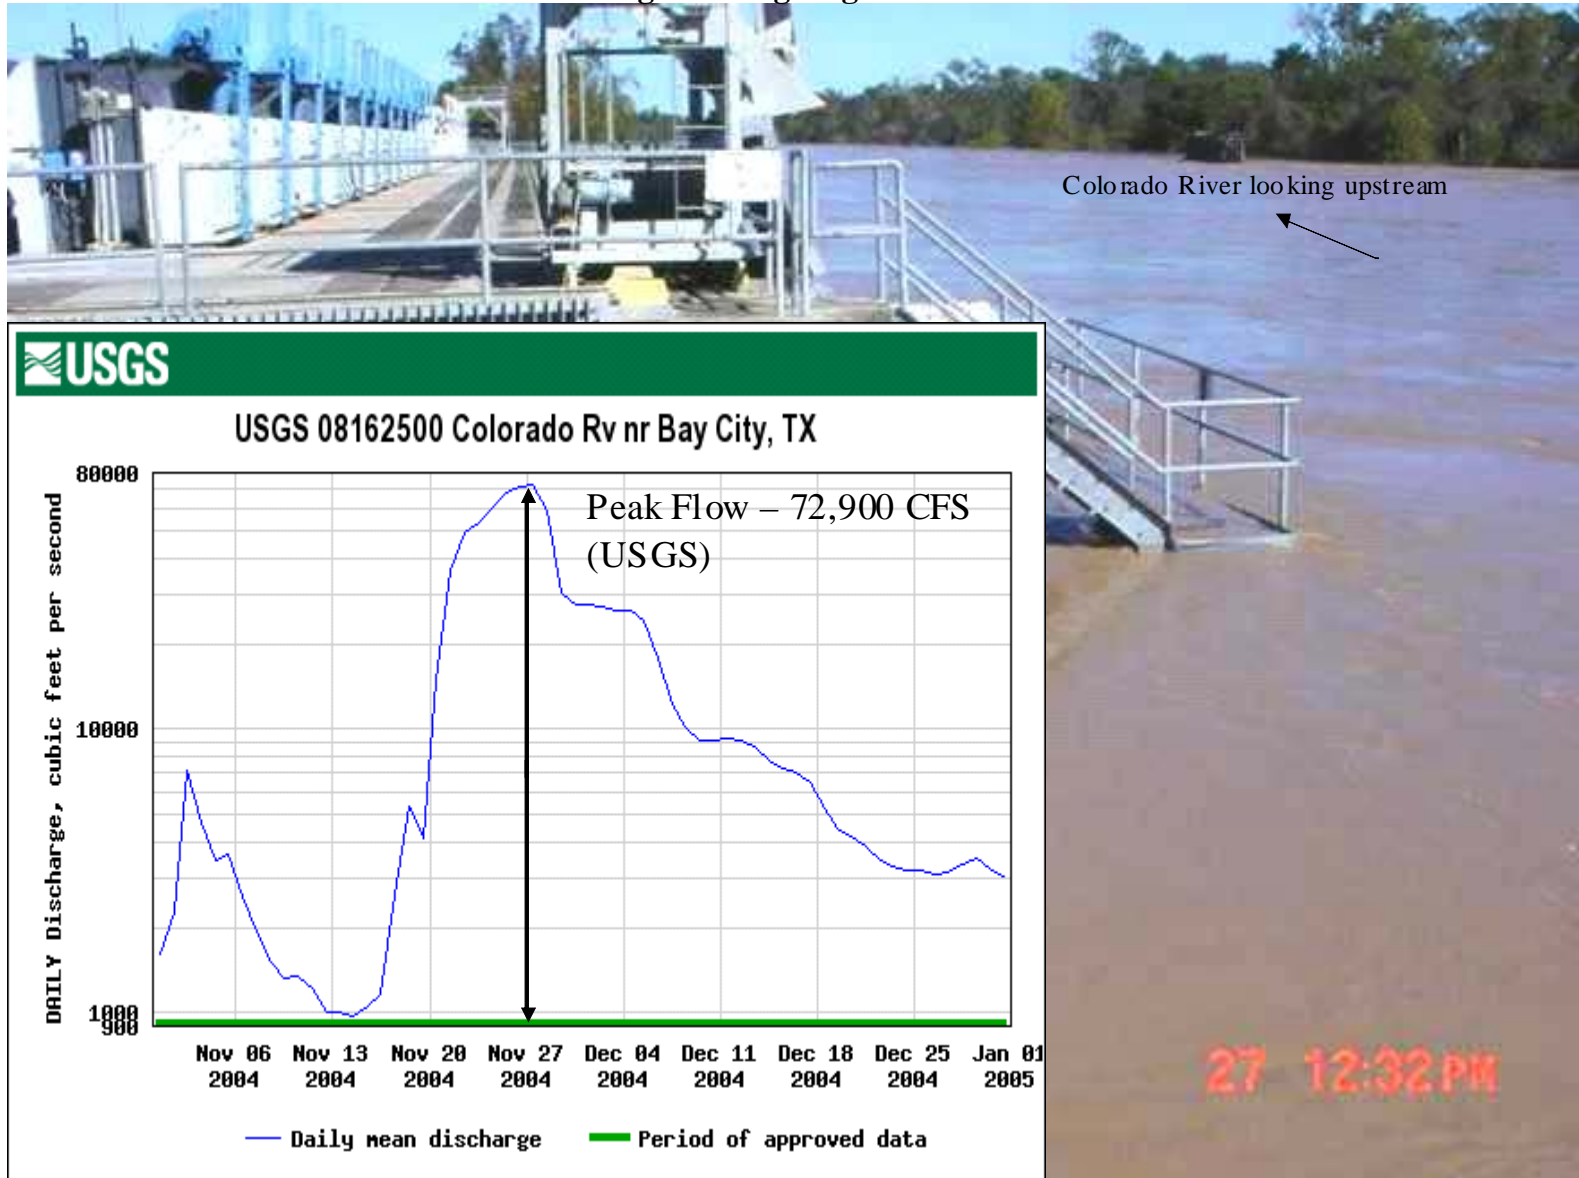 Colorado River looking upstream
USGS
USGS 08162500 Colorado Rv nr Bay City, TX
80000
10000
1000
900
DAILY Discharge, cubic feet per second
Peak Flow – 72,900 CFS
(USGS)
Nov 06 Nov 13 Nov 20 Nov 27 Dec 04 Dec 11 Dec 18 Dec 25 Jan 01
2004 2004 2004 2004 2004 2004 2004 2004 2005
Daily mean discharge Period of approved data
27 12:32PM